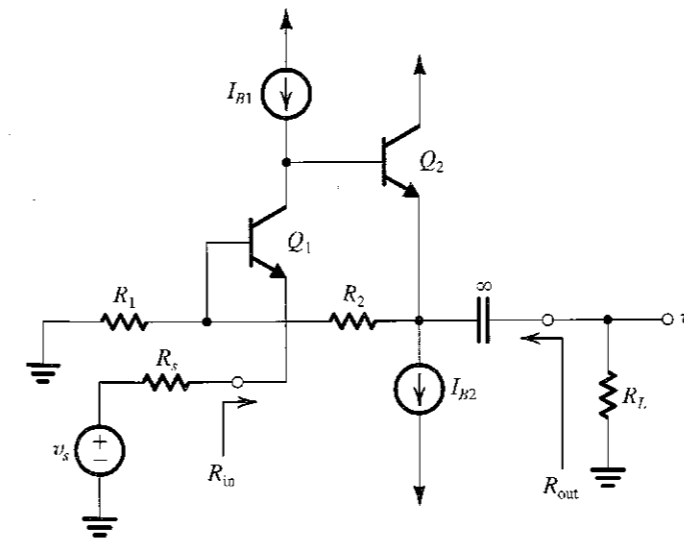 I_B1
Q_2
Q_1
R_1
R_2
∞
R_s
I_B2
R_L
v_s
+
−
R_in
R_out